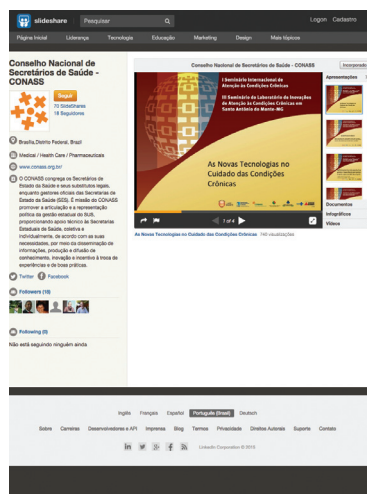 slideshare
Pesquisar
Logon Cadastro
Página Inicial Liderança Tecnologia Educação Marketing Design Mais tópicos
Conselho Nacional de
Secretários de Saúde -
CONASS
Seguir
70 SlideShares
18 Seguidores
Brasília, Distrito Federal, Brazil
Medical / Health Care / Pharmaceuticals
www.conass.org.br/
O CONASS congrega os Secretários de
Estado da Saúde e seus substitutos legais,
enquanto gestores oficiais das Secretarias de
Estado da Saúde (SES). É missão do CONASS
promover a articulação e a representação
política da gestão estadual do SUS,
proporcionando apoio técnico às Secretarias
Estaduais de Saúde, coletiva e
individualmente, de acordo com as suas
necessidades, por meio da disseminação de
informações, produção e difusão de
conhecimento, inovação e incentivo à troca de
experiências e de boas práticas.
Twitter Facebook
Followers (18)
Following (0)
Não está seguindo ninguém ainda
Conselho Nacional de Secretários de Saúde - CONASS
Incorporado
I Seminário Internacional de
Atenção às Condições Crônicas
III Seminário do Laboratório de Inovações
de Atenção às Condições Crônicas em
Santo Antônio do Monte-MG
As Novas Tecnologias no
Cuidado das Condições
Crônicas
1 of 4
As Novas Tecnologias no Cuidado das Condições Crônicas 740 visualizações
Apresentações
Documentos
Infográficos
Vídeos
Inglês Français Español Português (Brasil) Deutsch
Sobre Carreiras Desenvolvedores e API Imprensa Blog Termos Privacidade Direitos Autorais Suporte Contato
LinkedIn Corporation © 2015